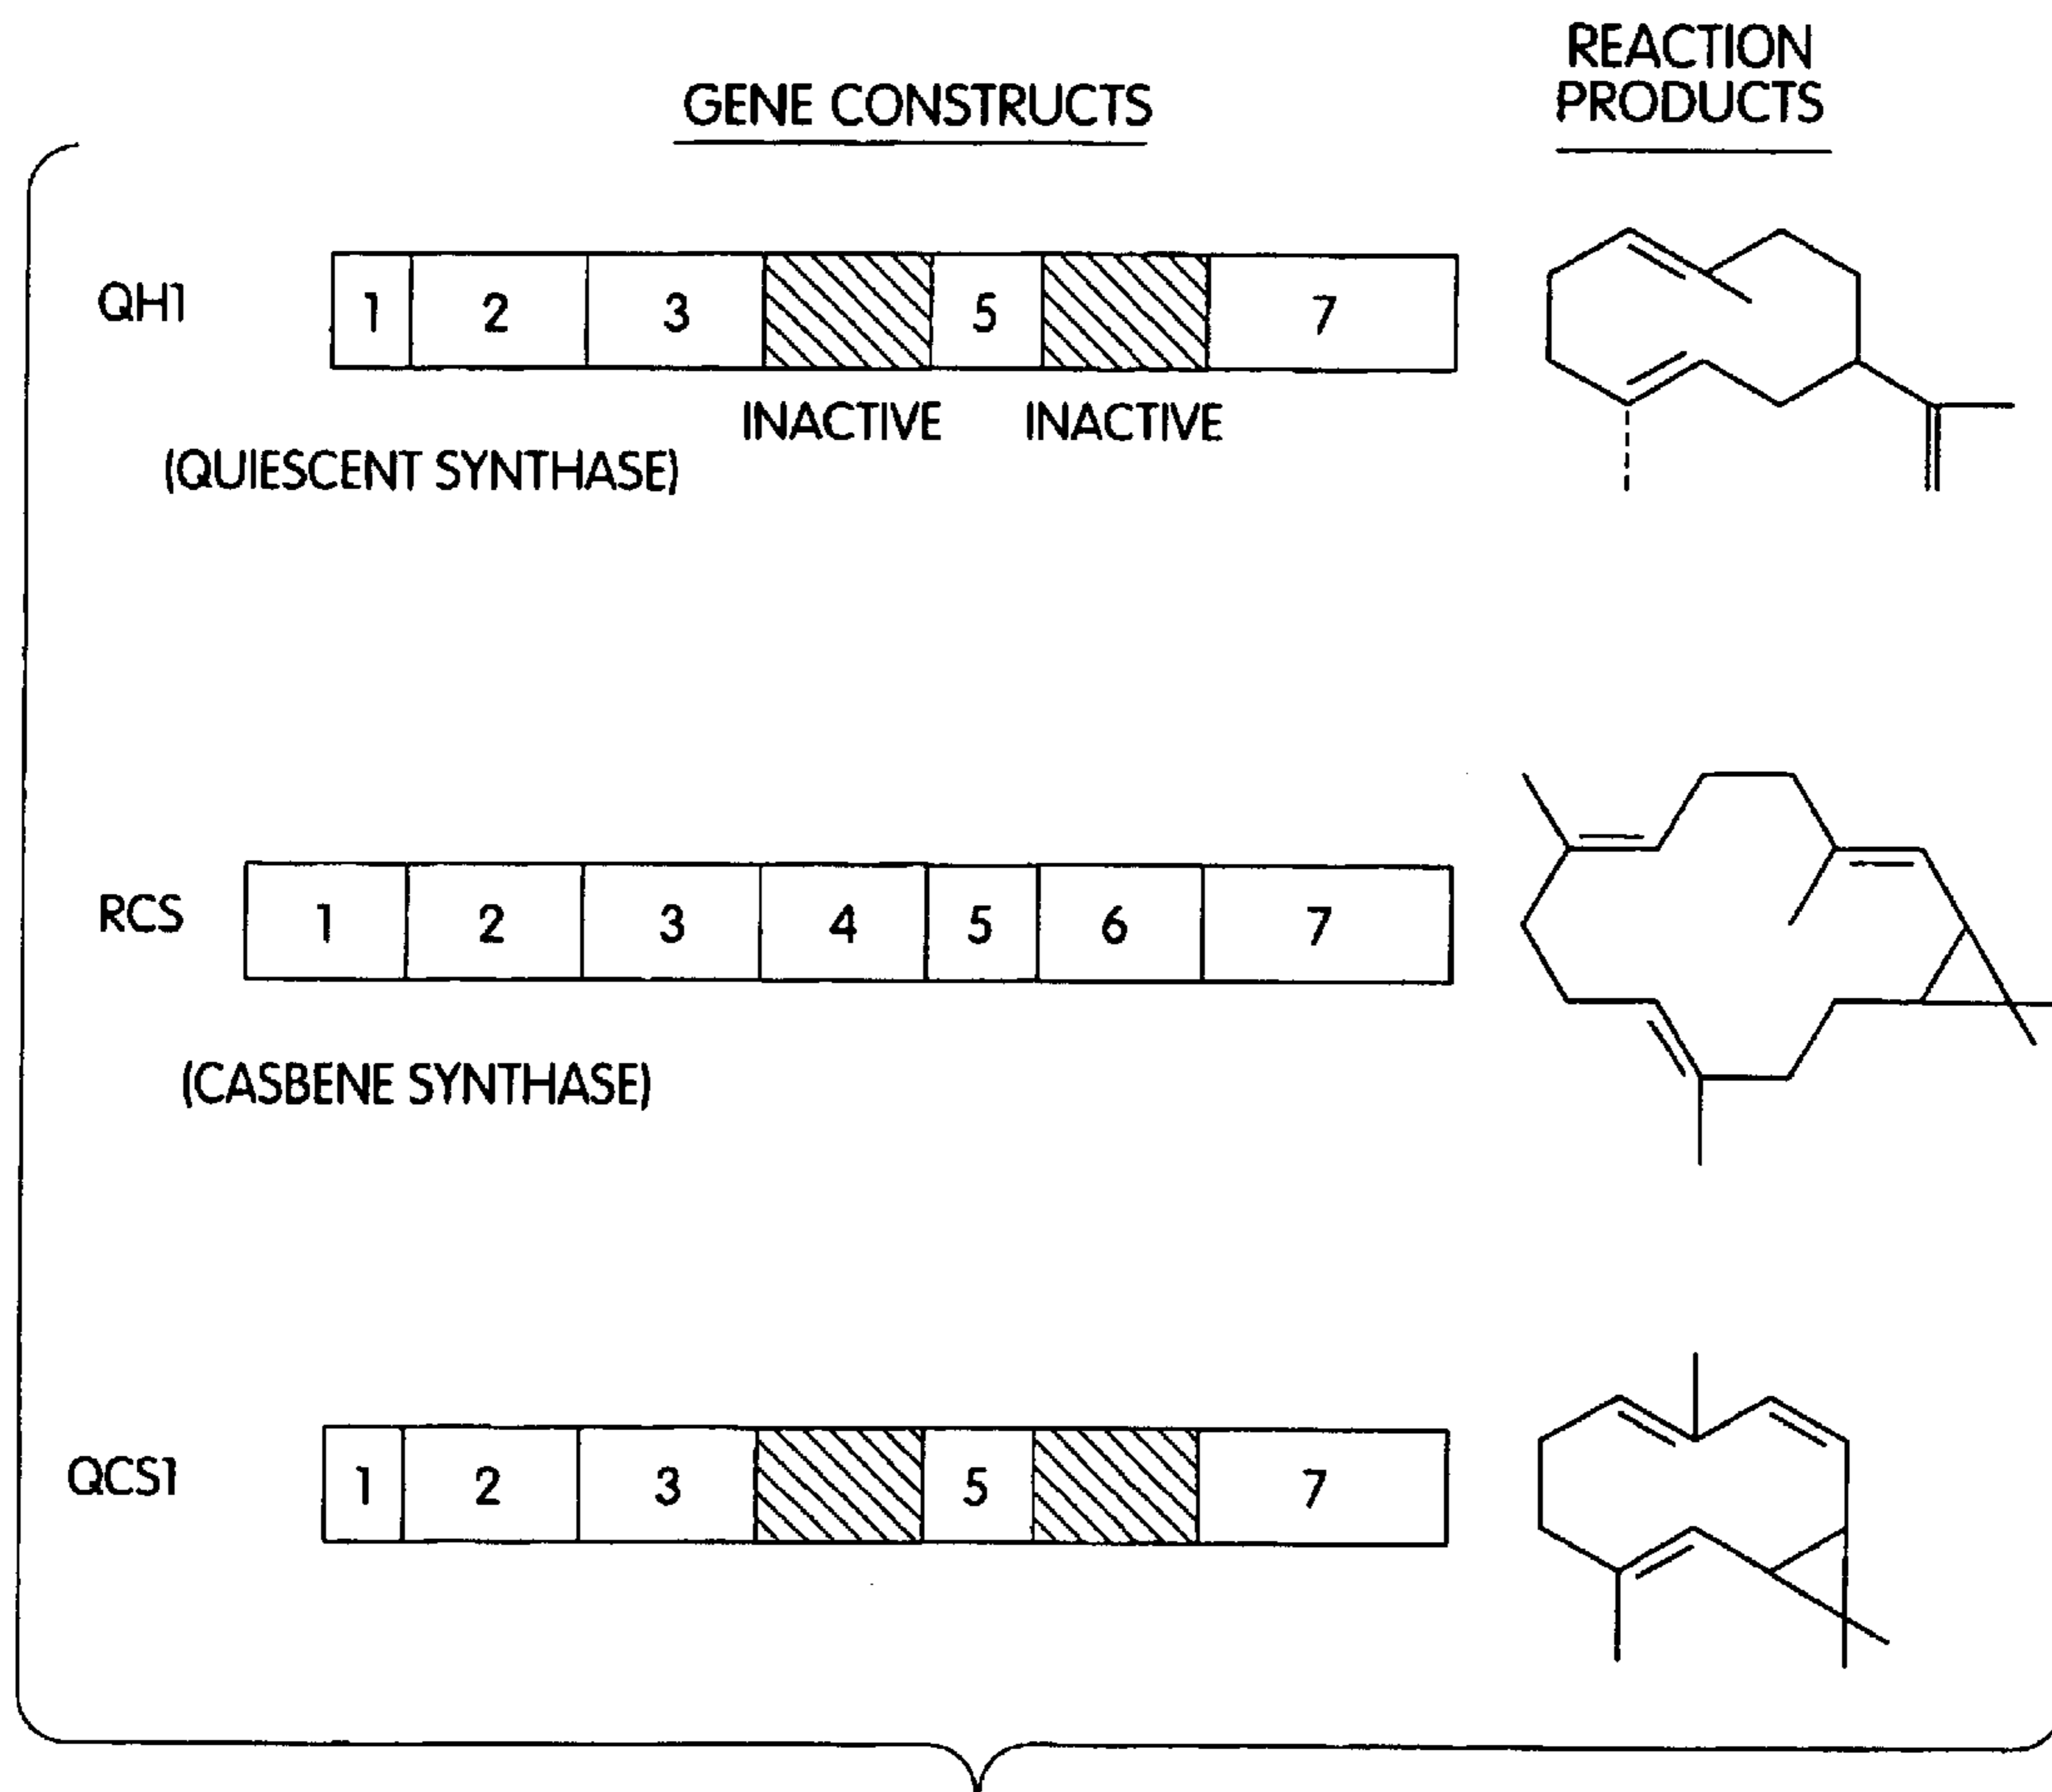 GENE CONSTRUCTS
REACTION
PRODUCTS
QH1
1 2 3 5 7
INACTIVE INACTIVE
(QUIESCENT SYNTHASE)
RCS
1 2 3 4 5 6 7
(CASBENE SYNTHASE)
QCS1
1 2 3 5 7